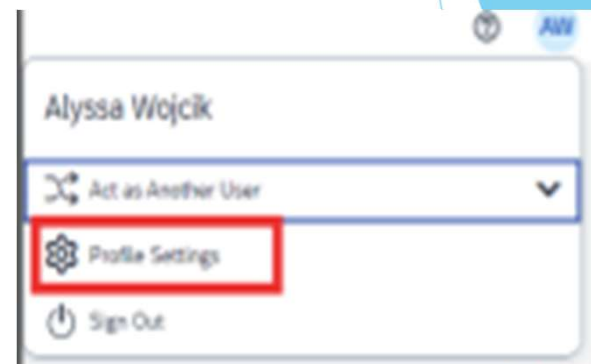 AW
Alyssa Wojcik
Act as Another User
Profile Settings
Sign Out